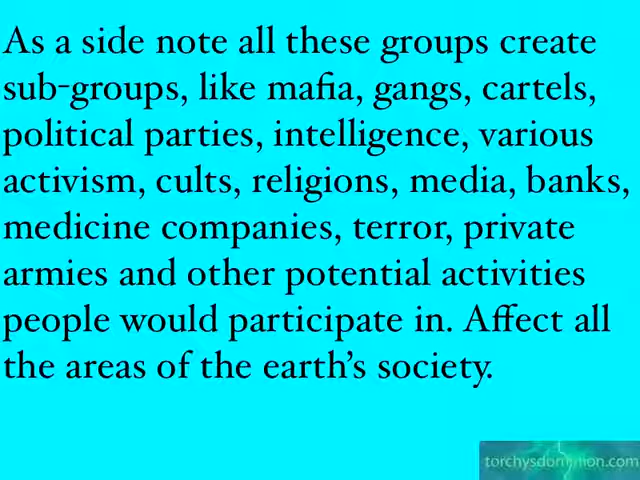 As a side note all these groups create
sub-groups, like mafia, gangs, cartels,
political parties, intelligence, various
activism, cults, religions, media, banks,
medicine companies, terror, private
armies and other potential activities
people would participate in. Affect all
the areas of the earth’s society.
torchysdominion.com